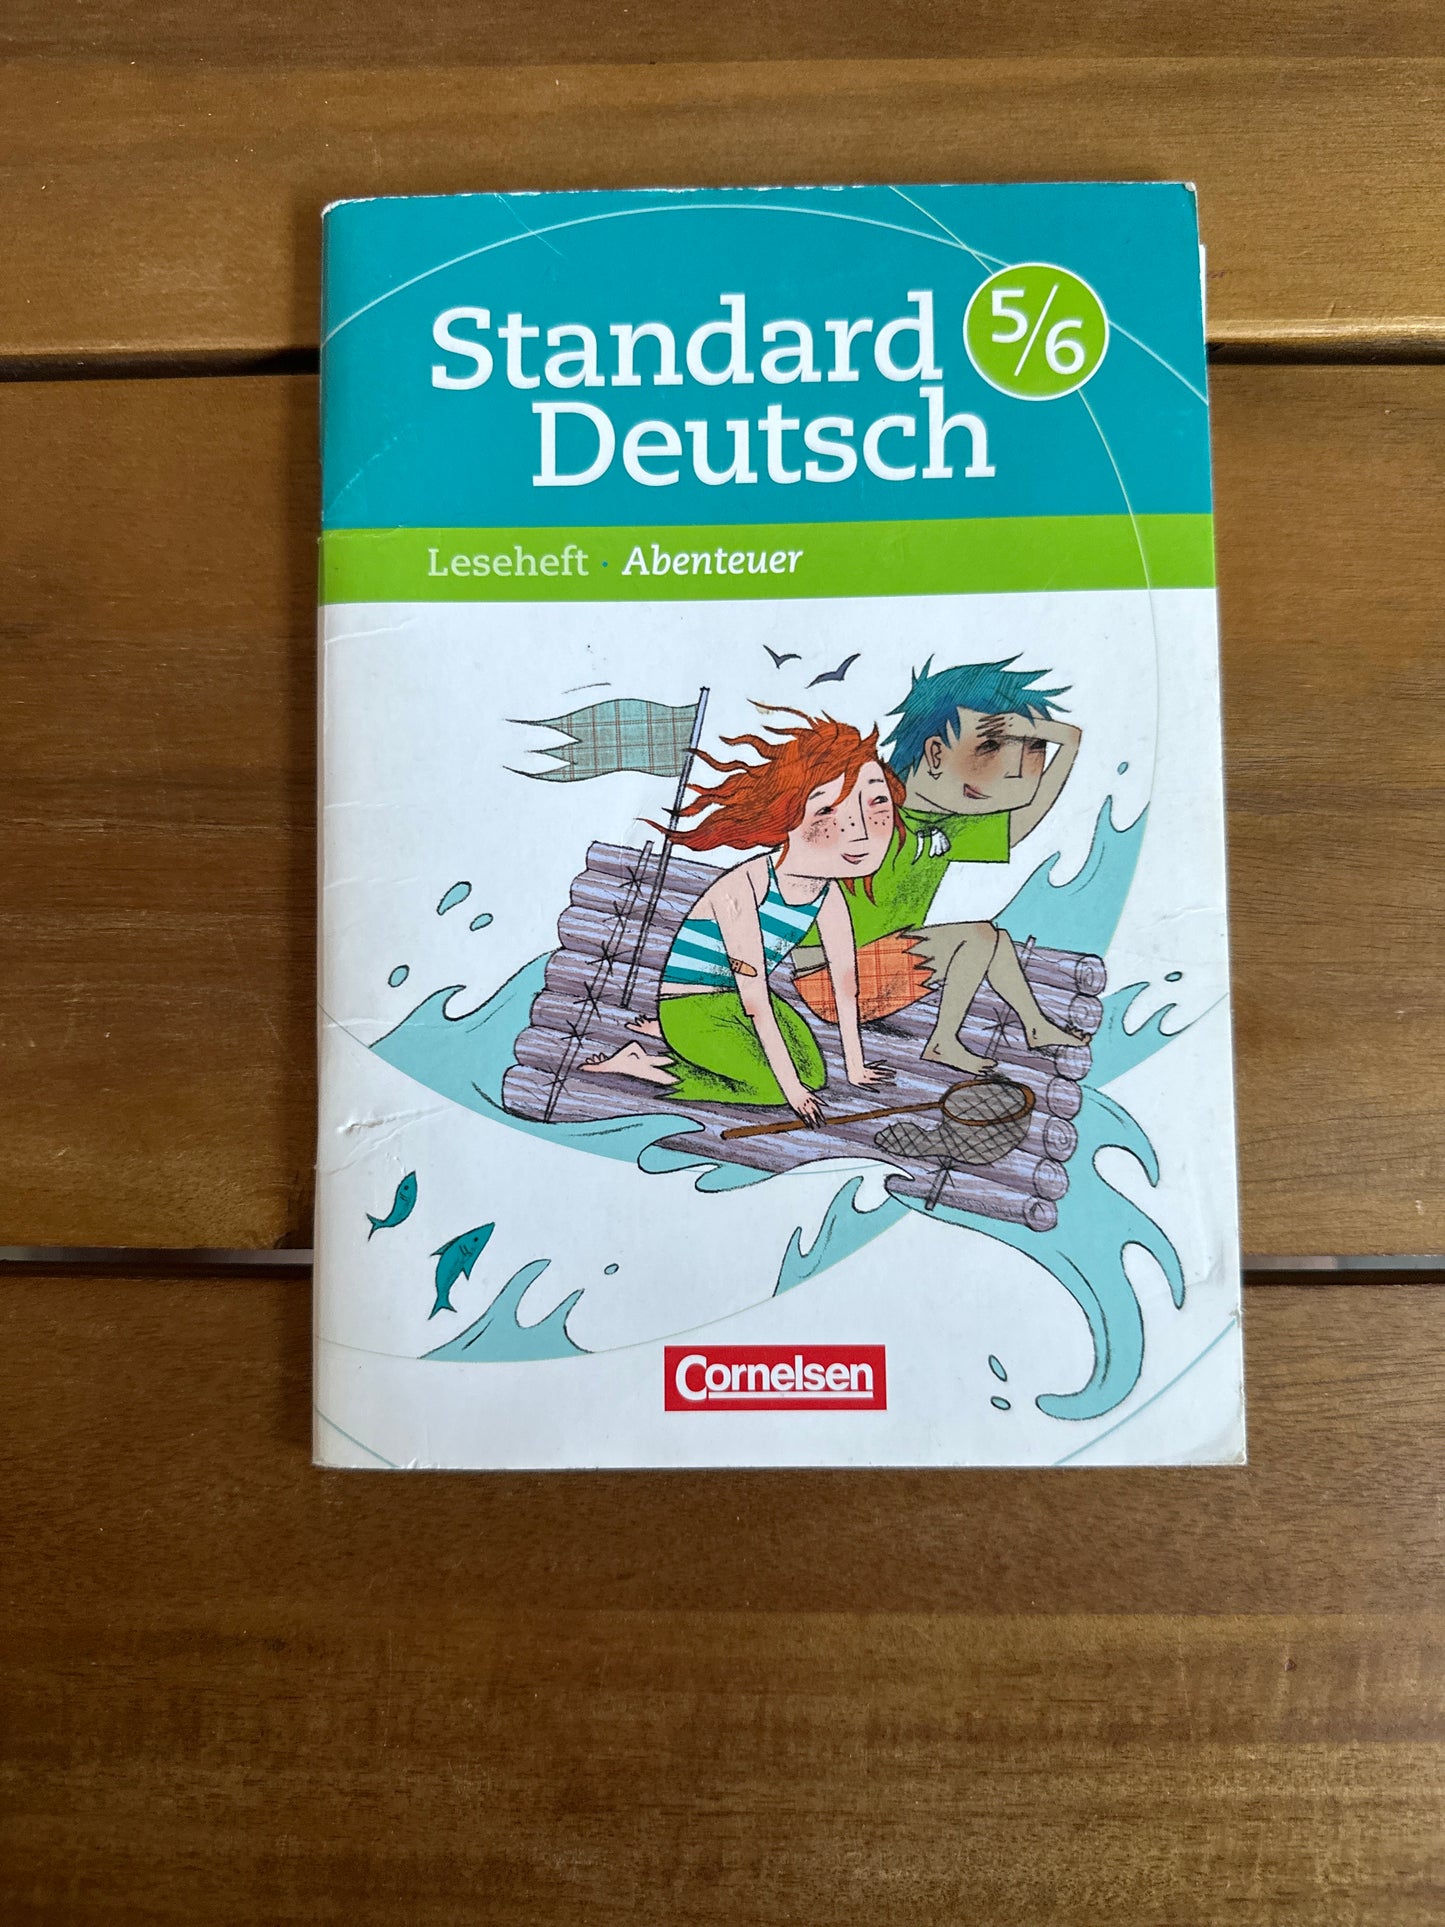 Standard
Deutsch
5/6
Leseheft · Abenteuer
Cornelsen